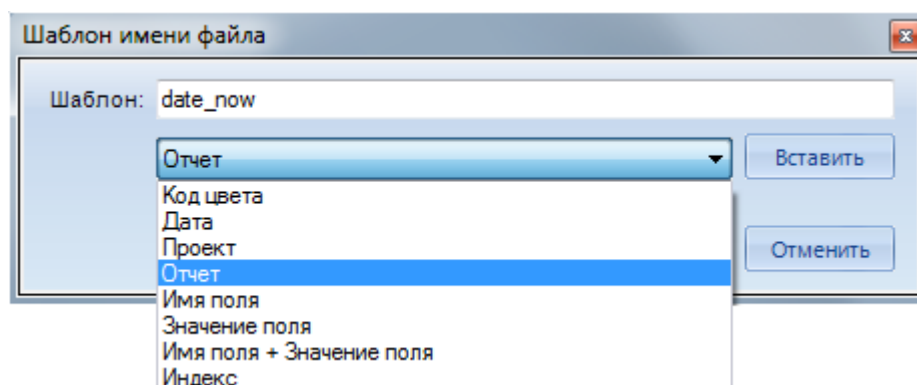 Шаблон имени файла
Шаблон: date_now
Отчет Вставить
Код цвета
Дата
Проект
Отчет
Отменить
Имя поля
Значение поля
Имя поля + Значение поля
Индекс